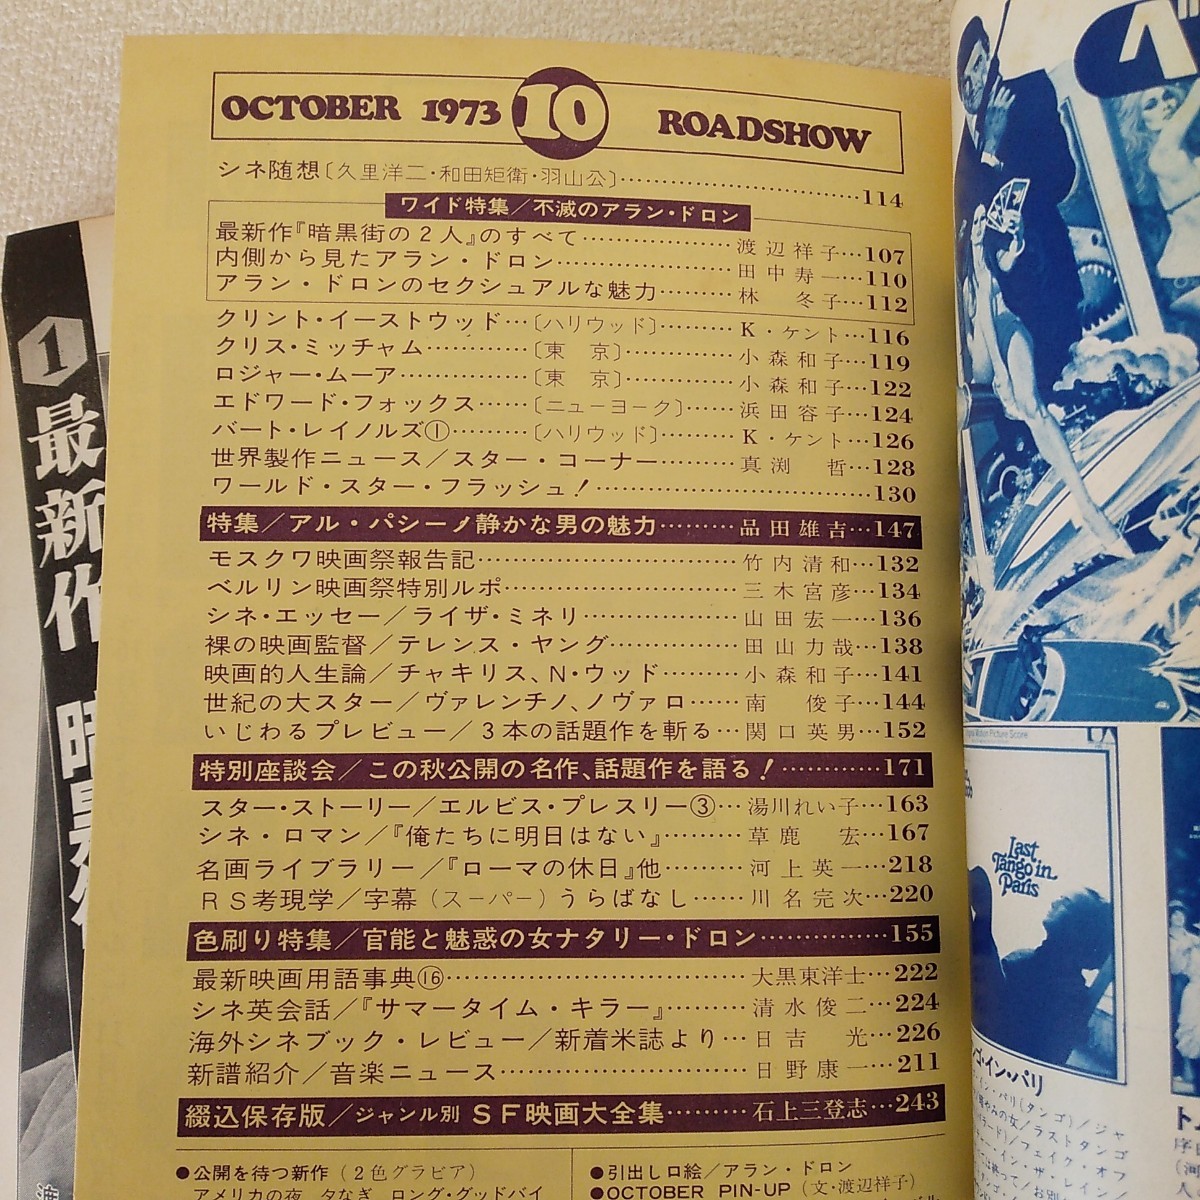 OCTOBER 1973 10 ROADSHOW
シネ随想〔久里洋二・和田矩衛・羽山公〕…114
ワイド特集/不滅のアラン・ドロン
最新作『暗黒街の2人』のすべて…渡辺祥子…107
内側から見たアラン・ドロン…田中寿一…110
アラン・ドロンのセクシュアルな魅力…林 冬子…112
クリント・イーストウッド…〔ハリウッド〕…K・ケント…116
クリス・ミッチャム…〔東 京〕…小森和子…119
ロジャー・ムーア…〔東 京〕…小森和子…122
エドワード・フォックス…〔ニューヨーク〕…浜田容子…124
バート・レイノルズ①…〔ハリウッド〕…K・ケント…126
世界製作ニュース/スター・コーナー…真渕 哲…128
ワールド・スター・フラッシュ!…130
特集/アル・パシーノ静かな男の魅力…品田雄吉…147
モスクワ映画祭報告記…竹内清和…132
ベルリン映画祭特別ルポ…三木宮彦…134
シネ・エッセー/ライザ・ミネリ…山田宏一…136
裸の映画監督/テレンス・ヤング…田山力哉…138
映画的人生論/チャキリス、N・ウッド…小森和子…141
世紀の大スター/ヴァレンチノ、ノヴァロ…南 俊子…144
いじわるプレビュー/3本の話題作を斬る…関口英男…152
特別座談会/この秋公開の名作、話題作を語る!…171
スター・ストーリー/エルビス・プレスリー③…湯川れい子…163
シネ・ロマン/『俺たちに明日はない』…草鹿 宏…167
名画ライブラリー/『ローマの休日』他…河上英一…218
RS考現学/字幕(スーパー)うらばなし…川名完次…220
色刷り特集/官能と魅惑の女ナタリー・ドロン…155
最新映画用語事典⑯…大黒東洋士…222
シネ英会話/『サマータイム・キラー』…清水俊二…224
海外シネブック・レビュー/新着米誌より…日吉 光…226
新譜紹介/音楽ニュース…日野康一…211
綴込保存版/ジャンル別 SF映画大全集…石上三登志…243
●公開を待つ新作(2色グラビア)
アメリカの夜、夕なぎ、ロング・グッドバイ
●引出し口絵/アラン・ドロン
●OCTOBER PIN-UP(文・渡辺祥子)
1
最新作
Last
Tango in
Paris
ゴ・イン・パリ